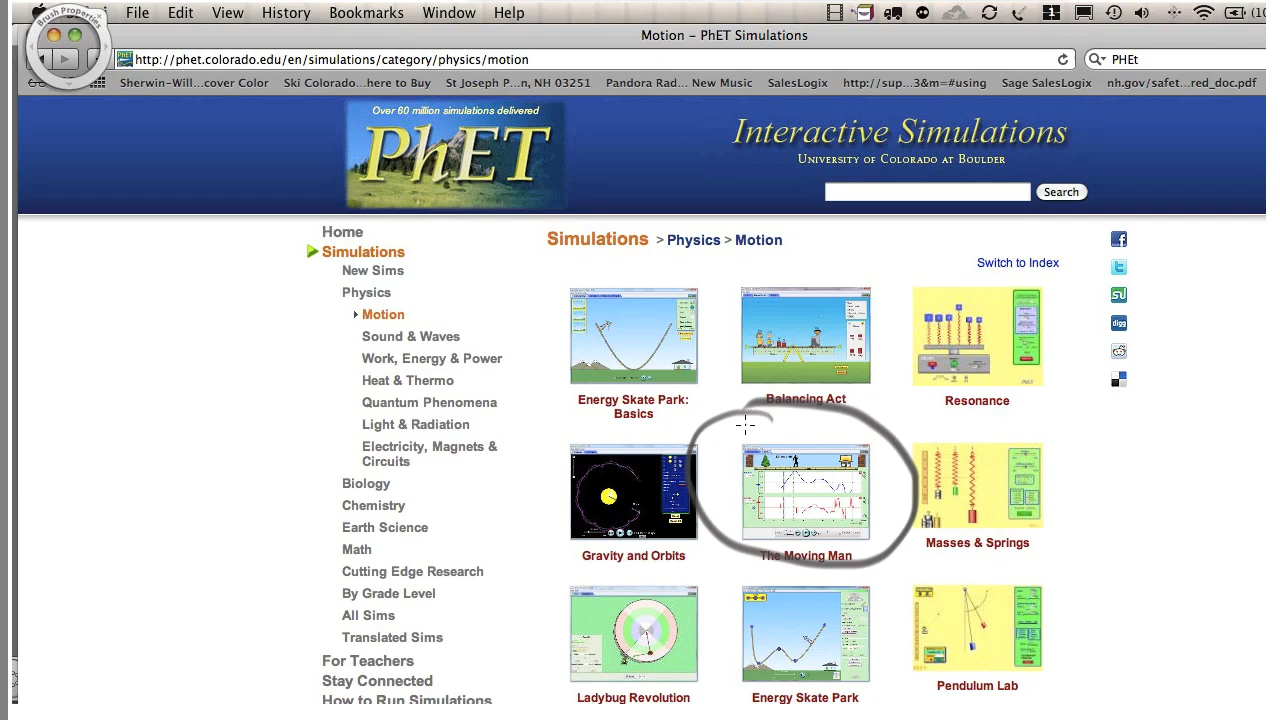 File Edit View History Bookmarks Window Help
Brush Properties
Motion – PhET Simulations
http://phet.colorado.edu/en/simulations/category/physics/motion
PHEt
Sherwin-Will...cover Color Ski Colorado...here to Buy St Joseph P...n, NH 03251 Pandora Rad... New Music SalesLogix http://sup...3&m=#using Sage SalesLogix nh.gov/safet...red_doc.pdf
Over 60 million simulations delivered
PhET
Interactive Simulations
University of Colorado at Boulder
Search
Home
Simulations
New Sims
Physics
Motion
Sound & Waves
Work, Energy & Power
Heat & Thermo
Quantum Phenomena
Light & Radiation
Electricity, Magnets &
Circuits
Biology
Chemistry
Earth Science
Math
Cutting Edge Research
By Grade Level
All Sims
Translated Sims
For Teachers
Stay Connected
How to Run Simulations
Simulations > Physics > Motion
Switch to Index
Energy Skate Park:
Basics
Balancing Act
Resonance
Gravity and Orbits
The Moving Man
Masses & Springs
Ladybug Revolution
Energy Skate Park
Pendulum Lab
digg